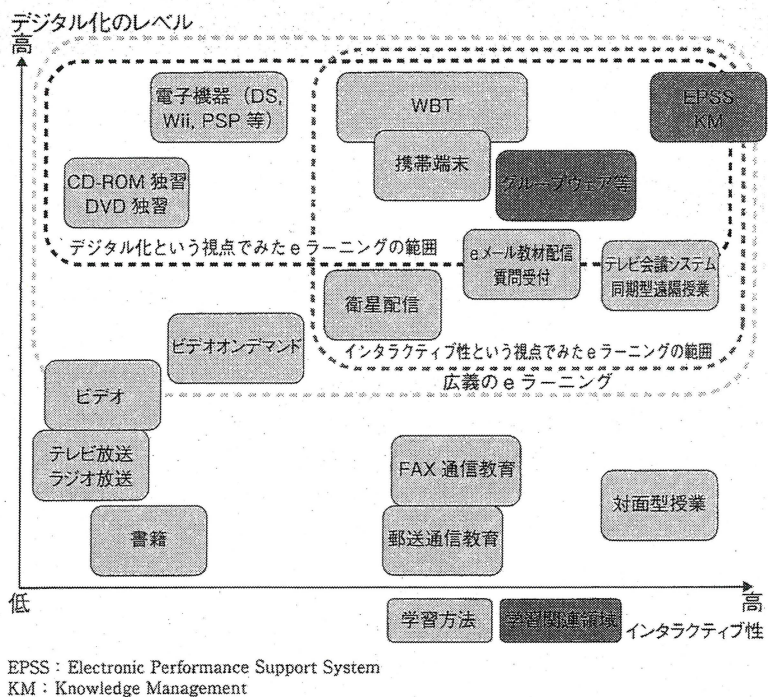 デジタル化のレベル
高
電子機器（DS,
Wii, PSP 等）
WBT
EPSS
KM
携帯端末
グループウェア等
CD-ROM 独習
DVD 独習
デジタル化という視点でみたeラーニングの範囲
eメール教材配信
質問受付
テレビ会議システム
同期型遠隔授業
衛星配信
ビデオオンデマンド
インタラクティブ性という視点でみたeラーニングの範囲
広義のeラーニング
ビデオ
テレビ放送
ラジオ放送
FAX 通信教育
対面型授業
書籍
郵送通信教育
低
高
学習方法
学習関連領域
インタラクティブ性
EPSS：Electronic Performance Support System
KM：Knowledge Management